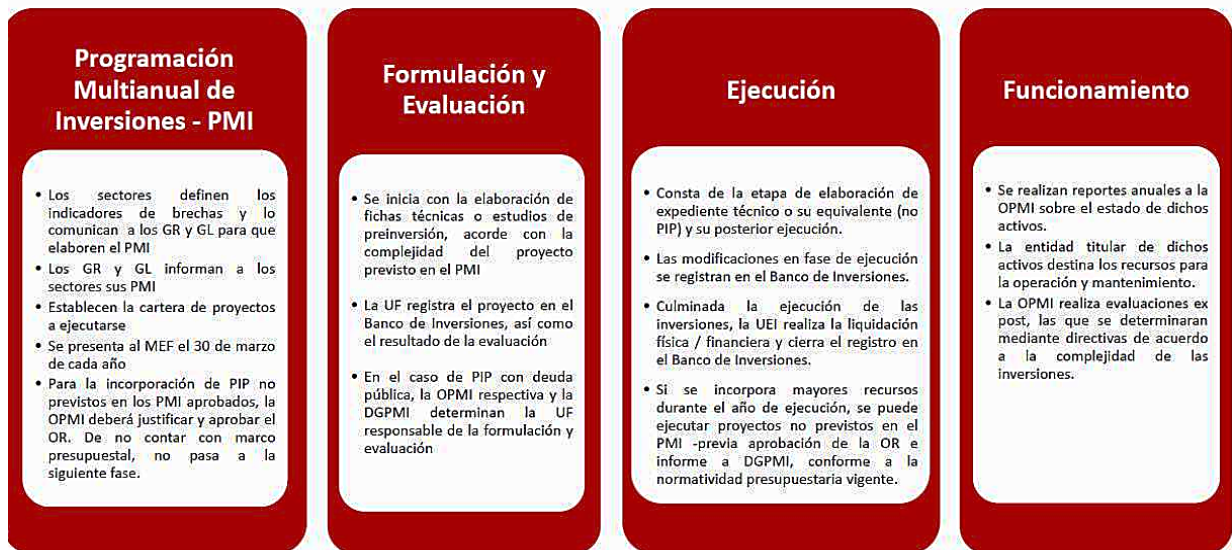 Programación
Multianual de
Inversiones - PMI
• Los sectores definen los
indicadores de brechas y lo
comunican a los GR y GL para que
elaboren el PMI
• Los GR y GL informan a los
sectores sus PMI
• Establecen la cartera de proyectos
a ejecutarse
• Se presenta al MEF el 30 de marzo
de cada año
• Para la incorporación de PIP no
previstos en los PMI aprobados, la
OPMI deberá justificar y aprobar el
OR. De no contar con marco
presupuestal, no pasa a la
siguiente fase.
Formulación y
Evaluación
• Se inicia con la elaboración de
fichas técnicas o estudios de
preinversión, acorde con la
complejidad del proyecto
previsto en el PMI
• La UF registra el proyecto en el
Banco de Inversiones, así como
el resultado de la evaluación
• En el caso de PIP con deuda
pública, la OPMI respectiva y la
DGPMI determinan la UF
responsable de la formulación y
evaluación
Ejecución
• Consta de la etapa de elaboración de
expediente técnico o su equivalente (no
PIP) y su posterior ejecución.
• Las modificaciones en fase de ejecución
se registran en el Banco de Inversiones.
• Culminada la ejecución de las
inversiones, la UEI realiza la liquidación
física / financiera y cierra el registro en
el Banco de Inversiones.
• Si se incorpora mayores recursos
durante el año de ejecución, se puede
ejecutar proyectos no previstos en el
PMI -previa aprobación de la OR e
informe a DGPMI, conforme a la
normatividad presupuestaria vigente.
Funcionamiento
• Se realizan reportes anuales a la
OPMI sobre el estado de dichos
activos.
• La entidad titular de dichos
activos destina los recursos para
la operación y mantenimiento.
• La OPMI realiza evaluaciones ex
post, las que se determinaran
mediante directivas de acuerdo
a la complejidad de las
inversiones.